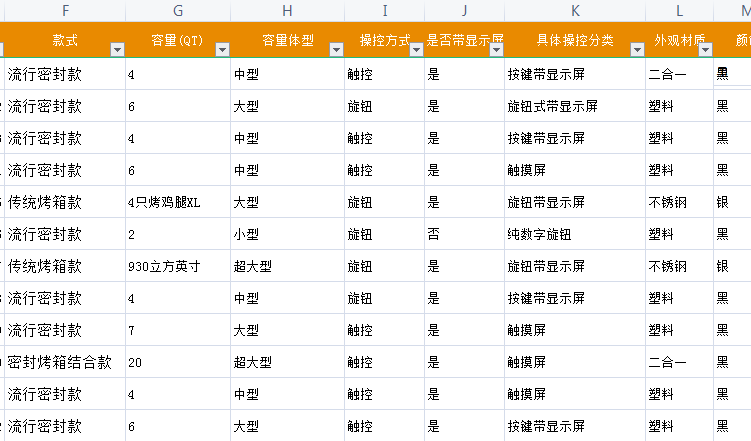 F G H I J K L M
款式 容量(QT) 容量体型 操控方式 是否带显示屏 具体操控分类 外观材质
流行密封款 4 中型 触控 是 按键带显示屏 二合一 黑
流行密封款 6 大型 旋钮 是 旋钮式带显示屏 塑料 黑
流行密封款 4 中型 触控 是 按键带显示屏 塑料 黑
流行密封款 6 中型 触控 是 触摸屏 塑料 黑
传统烤箱款 4只烤鸡腿XL 大型 旋钮 是 旋钮带显示屏 不锈钢 银
流行密封款 2 小型 旋钮 否 纯数字旋钮 塑料 黑
传统烤箱款 930立方英寸 超大型 旋钮 是 旋钮带显示屏 不锈钢 银
流行密封款 4 中型 旋钮 是 按键带显示屏 塑料 黑
流行密封款 7 大型 触控 是 触摸屏 塑料 黑
密封烤箱结合款 20 超大型 触控 是 触摸屏 二合一 黑
流行密封款 4 中型 触控 是 触摸屏 塑料 黑
流行密封款 6 大型 触控 是 按键带显示屏 塑料 黑